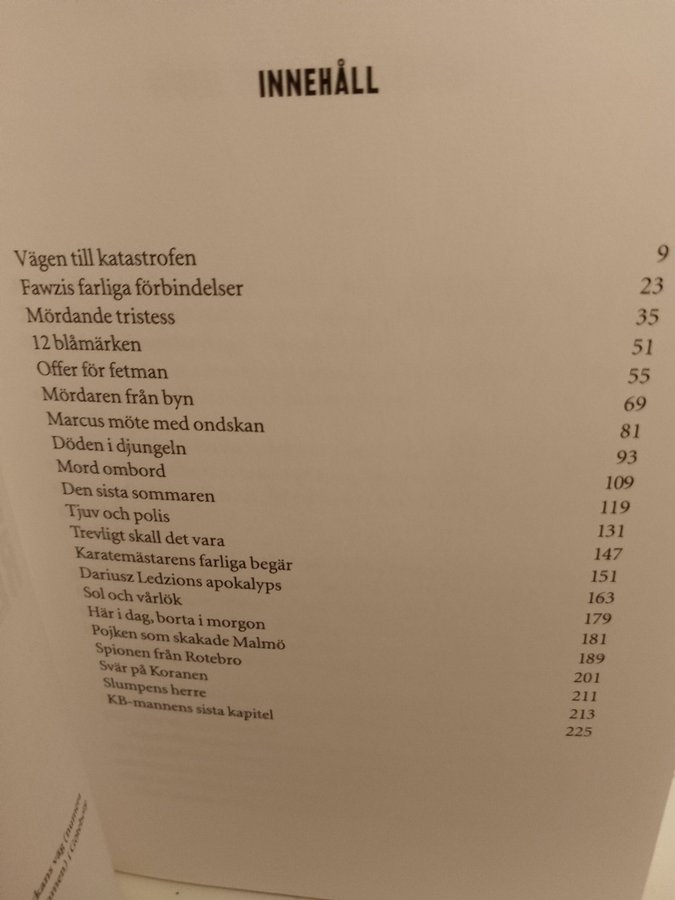 INNEHÅLL
Vägen till katastrofen 9
Fawzis farliga förbindelser 23
Mördande tristess 35
12 blåmärken 51
Offer för fetman 55
Mördaren från byn 69
Marcus möte med ondskan 81
Döden i djungeln 93
Mord ombord 109
Den sista sommaren 119
Tjuv och polis 131
Trevligt skall det vara 147
Karatemästarens farliga begär 151
Dariusz Ledzions apokalyps 163
Sol och vårlök 179
Här i dag, borta i morgon 181
Pojken som skakade Malmö 189
Spionen från Rotebro 201
Svär på Koranen 211
Slumpens herre 213
KB-mannens sista kapitel 225
väg (numera
i Göteborg